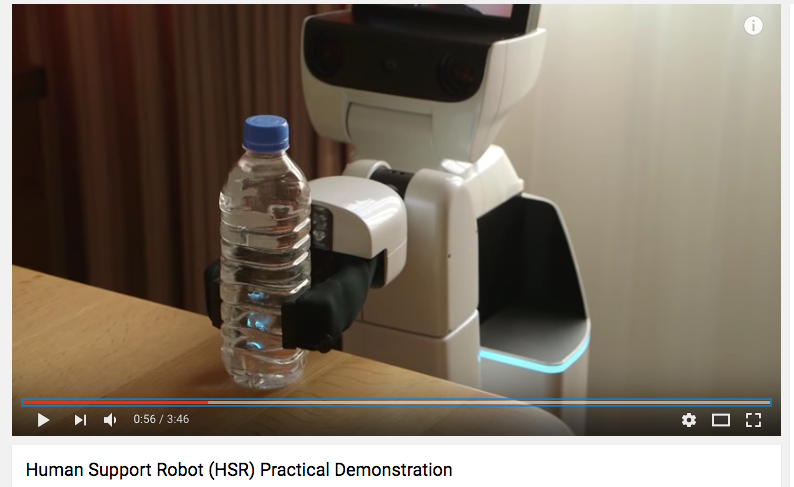 0:56 / 3:46
Human Support Robot (HSR) Practical Demonstration